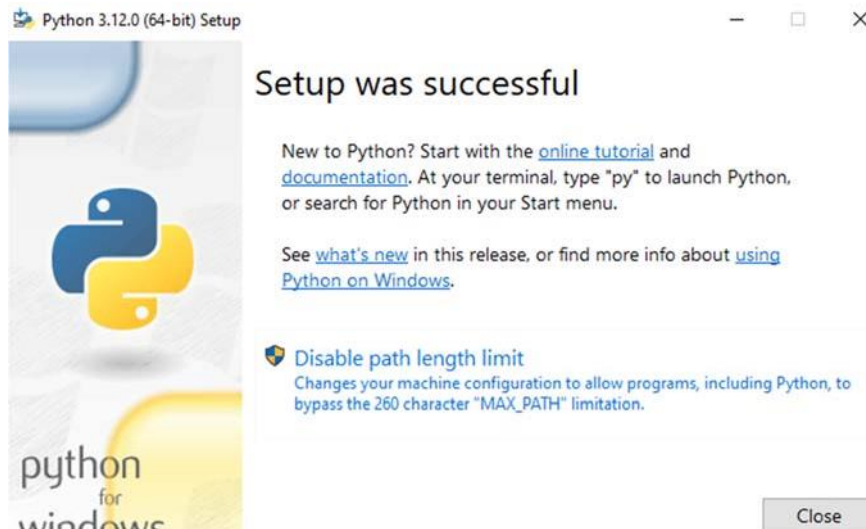 Python 3.12.0 (64-bit) Setup
Setup was successful
New to Python? Start with the online tutorial and
documentation. At your terminal, type "py" to launch Python,
or search for Python in your Start menu.
See what's new in this release, or find more info about using
Python on Windows.
Disable path length limit
Changes your machine configuration to allow programs, including Python, to
bypass the 260 character "MAX_PATH" limitation.
python
for
windows
Close